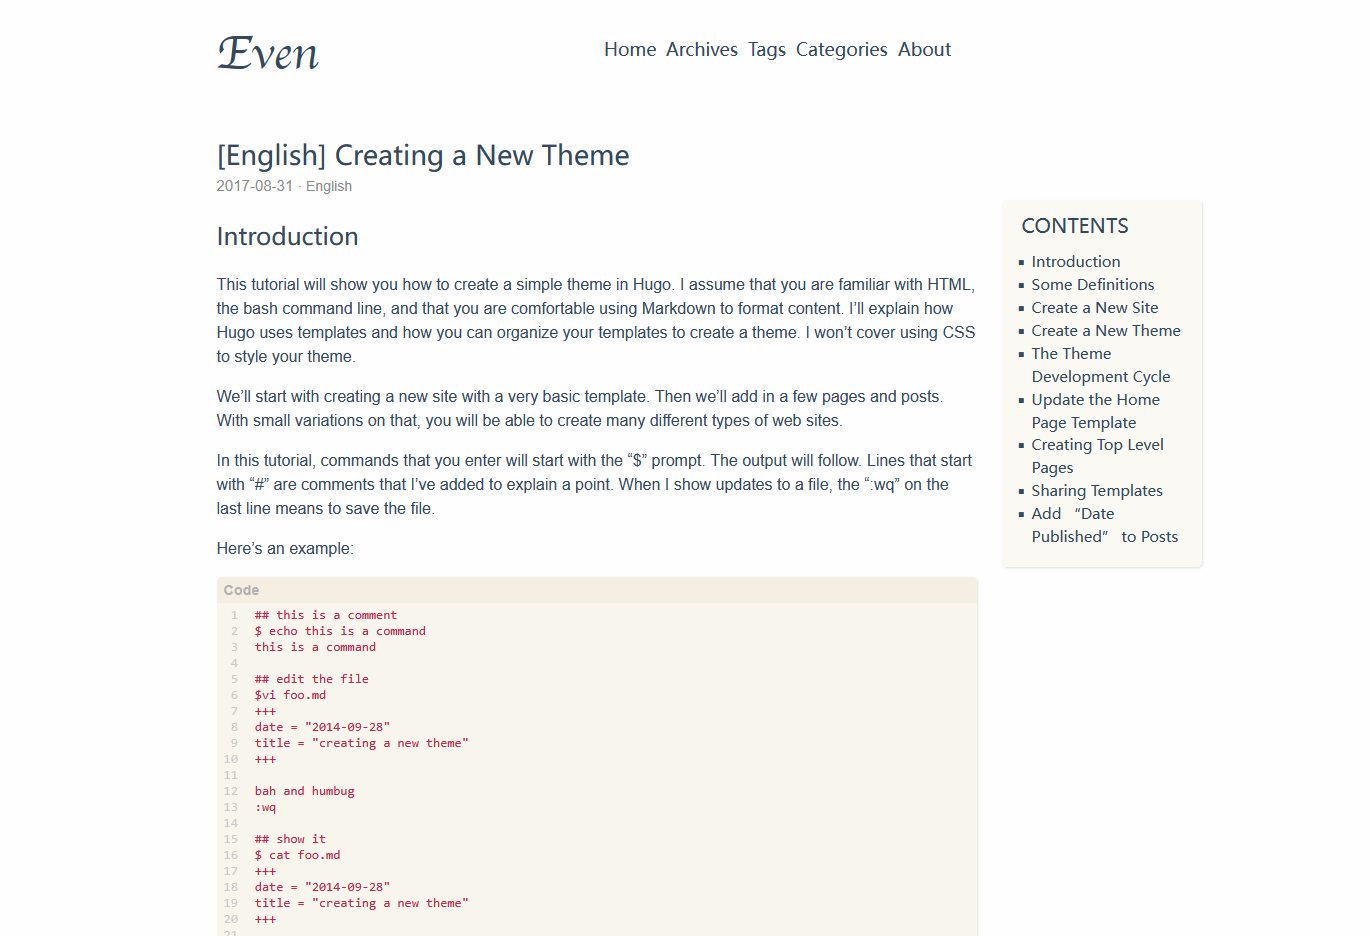 Even
Home Archives Tags Categories About
[English] Creating a New Theme
2017-08-31 · English
Introduction
This tutorial will show you how to create a simple theme in Hugo. I assume that you are familiar with HTML,
the bash command line, and that you are comfortable using Markdown to format content. I’ll explain how
Hugo uses templates and how you can organize your templates to create a theme. I won’t cover using CSS
to style your theme.
We’ll start with creating a new site with a very basic template. Then we’ll add in a few pages and posts.
With small variations on that, you will be able to create many different types of web sites.
In this tutorial, commands that you enter will start with the “$” prompt. The output will follow. Lines that start
with “#” are comments that I’ve added to explain a point. When I show updates to a file, the “:wq” on the
last line means to save the file.
Here’s an example:
Code
1 ## this is a comment
2 $ echo this is a command
3 this is a command
4
5 ## edit the file
6 $vi foo.md
7 +++
8 date = "2014-09-28"
9 title = "creating a new theme"
10 +++
11
12 bah and humbug
13 :wq
14
15 ## show it
16 $ cat foo.md
17 +++
18 date = "2014-09-28"
19 title = "creating a new theme"
20 +++
21
CONTENTS
Introduction
Some Definitions
Create a New Site
Create a New Theme
The Theme
Development Cycle
Update the Home
Page Template
Creating Top Level
Pages
Sharing Templates
Add “Date
Published” to Posts